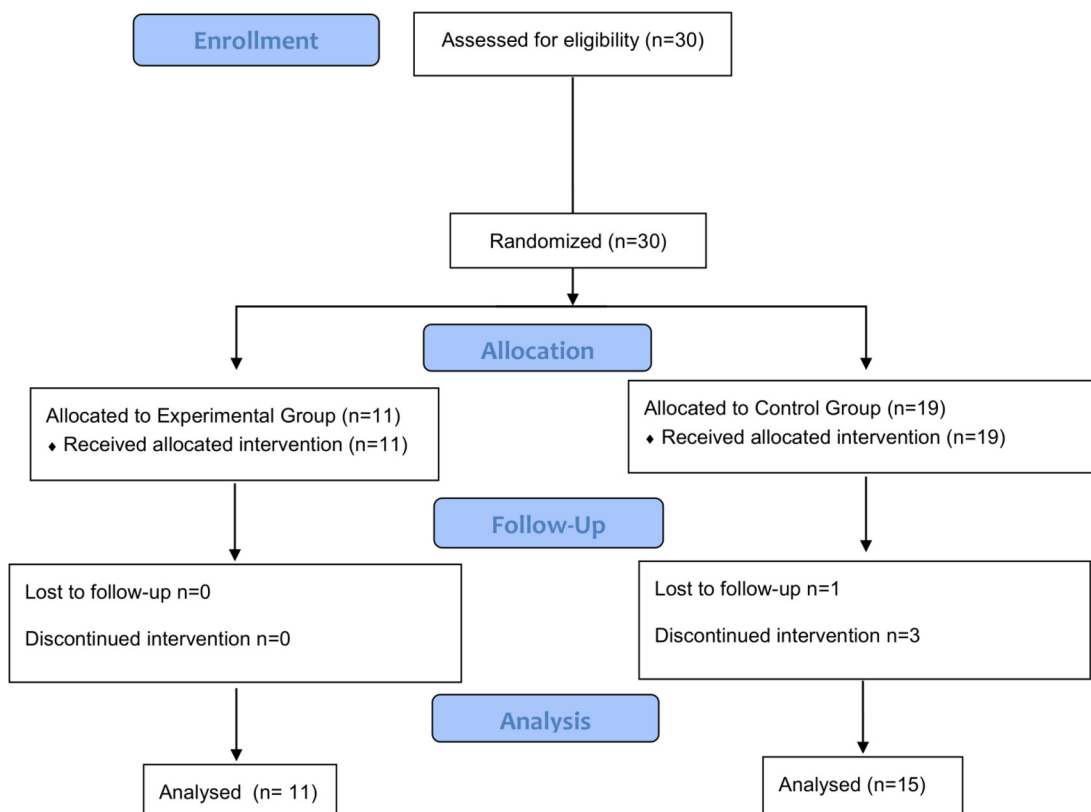 Enrollment
Assessed for eligibility (n=30)
Randomized (n=30)
Allocation
Allocated to Experimental Group (n=11)
♦ Received allocated intervention (n=11)
Allocated to Control Group (n=19)
♦ Received allocated intervention (n=19)
Follow-Up
Lost to follow-up n=0
Discontinued intervention n=0
Lost to follow-up n=1
Discontinued intervention n=3
Analysis
Analysed (n= 11)
Analysed (n=15)